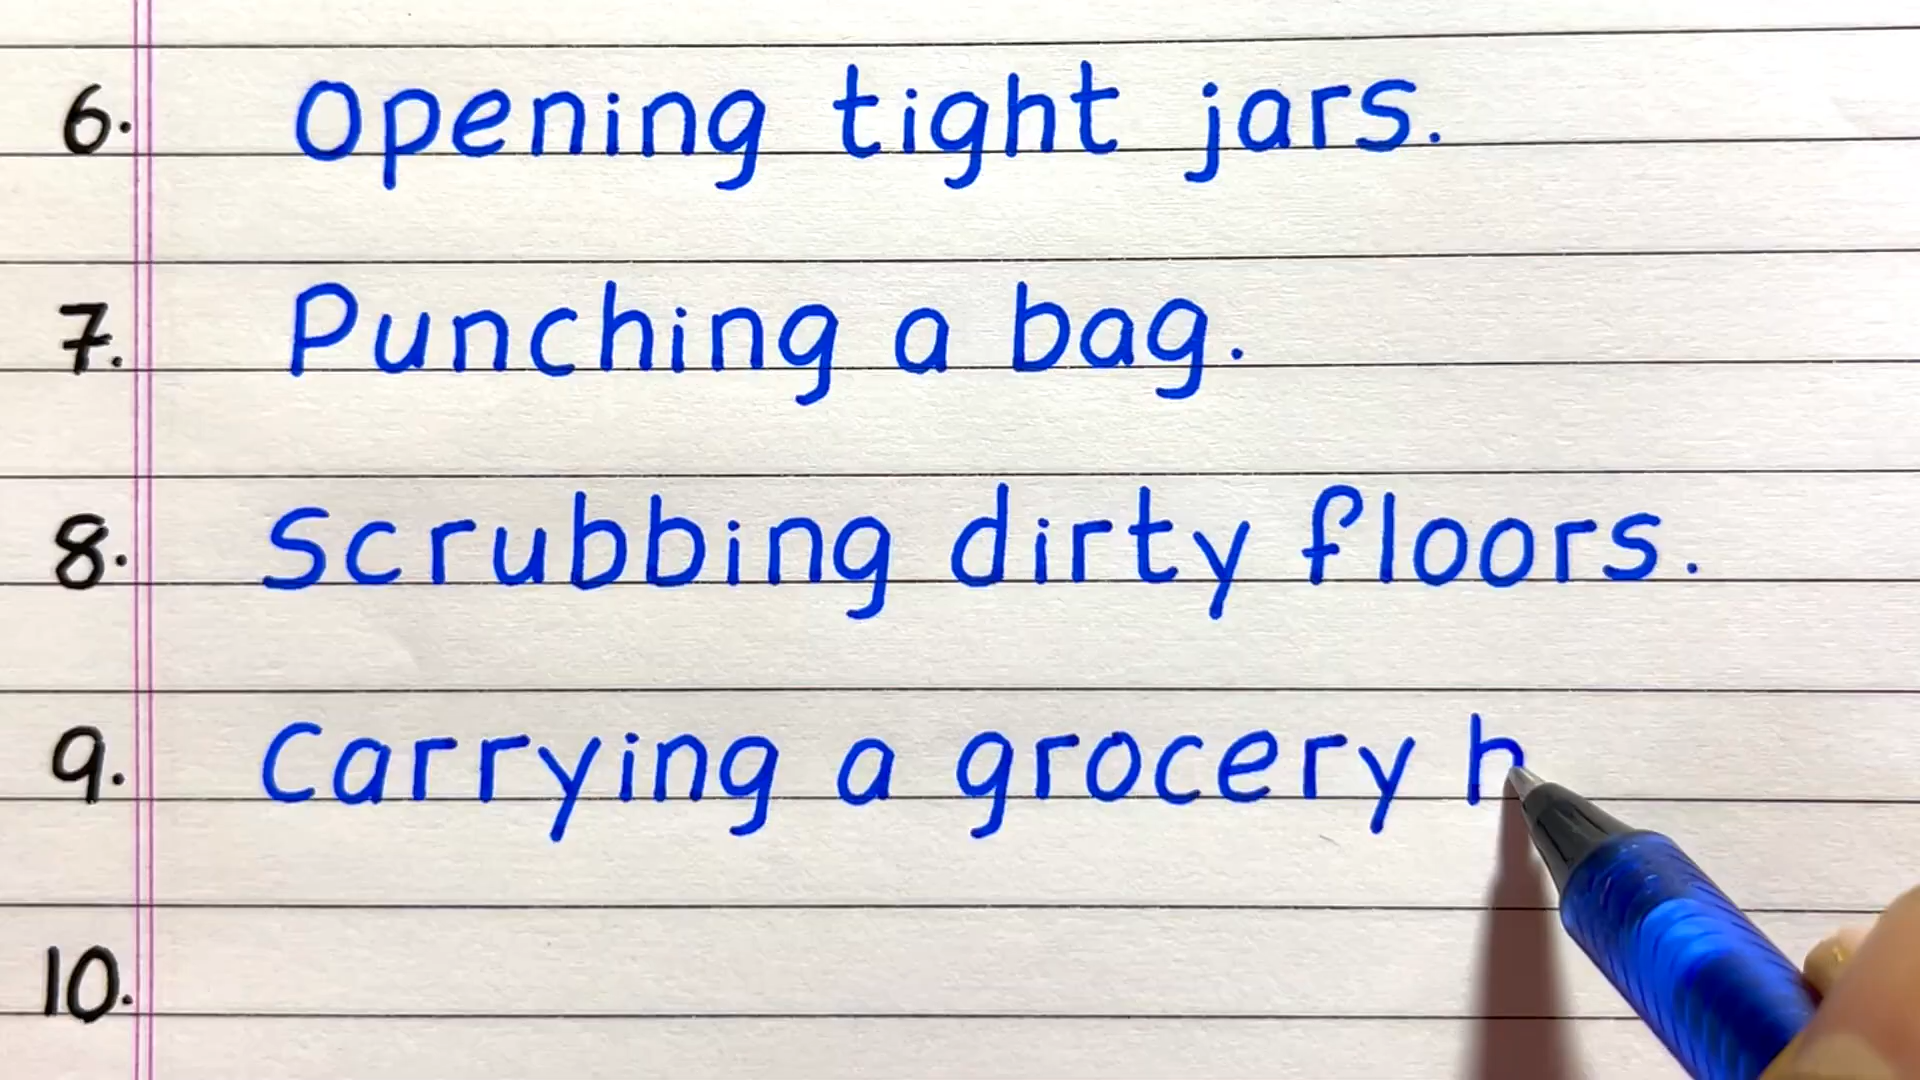 6. Opening tight jars.
7. Punching a bag.
8. Scrubbing dirty floors.
9. Carrying a grocery
10.